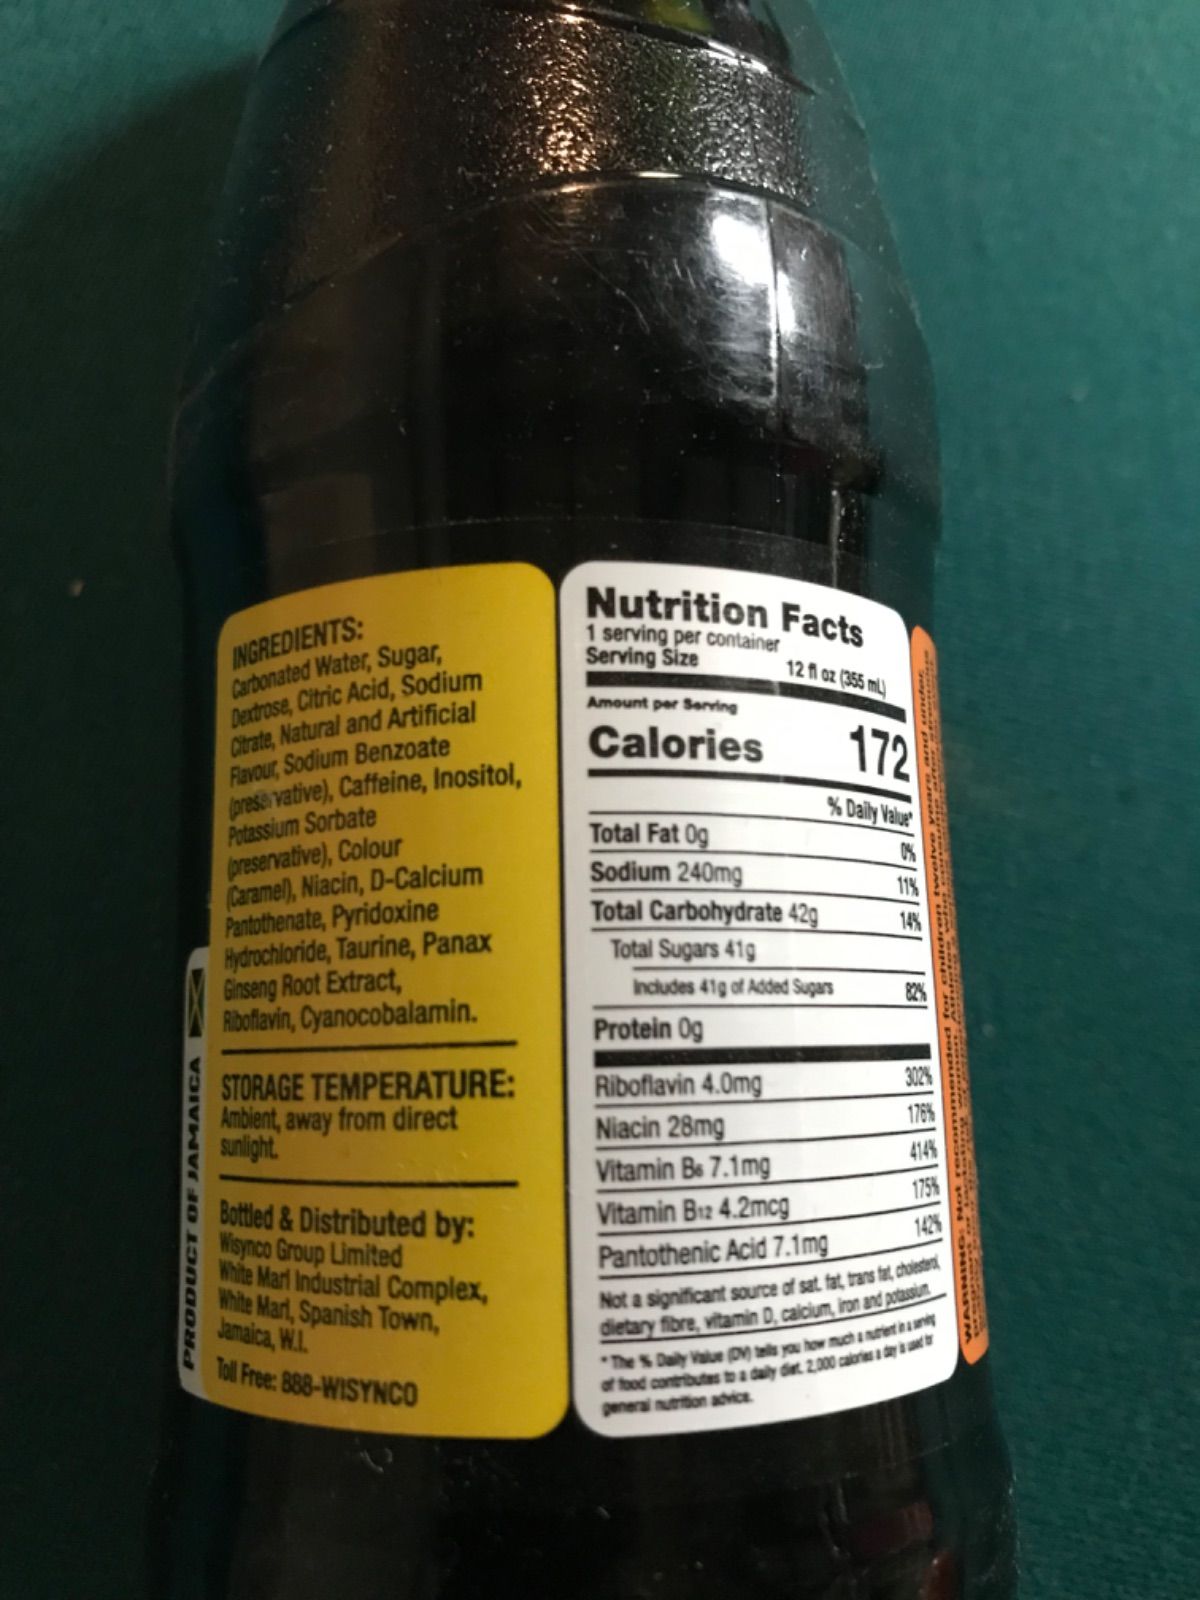 INGREDIENTS:
Carbonated Water, Sugar,
Dextrose, Citric Acid, Sodium
Citrate, Natural and Artificial
Flavour, Sodium Benzoate
(preservative), Caffeine, Inositol,
Potassium Sorbate
(preservative), Colour
(Caramel), Niacin, D-Calcium
Pantothenate, Pyridoxine
Hydrochloride, Taurine, Panax
Ginseng Root Extract,
Riboflavin, Cyanocobalamin.
STORAGE TEMPERATURE:
Ambient, away from direct
sunlight.
Bottled & Distributed by:
Wisynco Group Limited
White Marl Industrial Complex,
White Marl, Spanish Town,
Jamaica, W.I.
Toll Free: 888-WISYNCO
PRODUCT OF JAMAICA
Nutrition Facts
1 serving per container
Serving Size 12 fl oz (355 mL)
Amount per Serving
Calories 172
% Daily Value*
Total Fat 0g 0%
Sodium 240mg 11%
Total Carbohydrate 42g 14%
Total Sugars 41g
Includes 41g of Added Sugars 82%
Protein 0g
Riboflavin 4.0mg 302%
Niacin 28mg 176%
Vitamin B6 7.1mg 414%
Vitamin B12 4.2mcg 175%
Pantothenic Acid 7.1mg 142%
Not a significant source of sat. fat, trans fat, cholesterol,
dietary fibre, vitamin D, calcium, iron and potassium.
* The % Daily Value (DV) tells you how much a nutrient in a serving
of food contributes to a daily diet. 2,000 calories a day is used for
general nutrition advice.
WARNING: Not recommended for children twelve years and under,